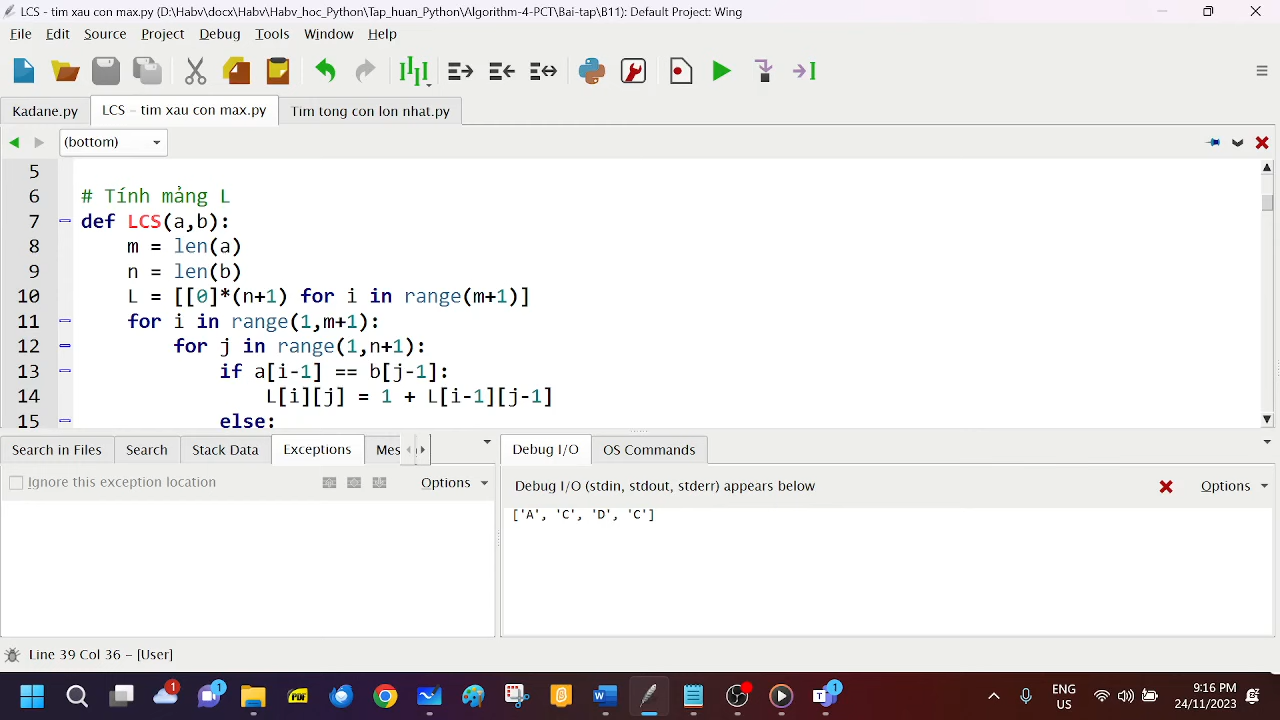 LCS - tim xau con max.py (D:\Habv\docx\Habv\Habv_hoc_Python\Tap_huan_Python\Algorithm-4-PCT\Bai-tap\B11): Default Project: Wing
File Edit Source Project Debug Tools Window Help
Kadane.py LCS – tim xau con max.py Tim tong con lon nhat.py
(bottom)
5
6 # Tính mảng L
7 def LCS(a,b):
8 m = len(a)
9 n = len(b)
10 L = [[0]*(n+1) for i in range(m+1)]
11 for i in range(1,m+1):
12 for j in range(1,n+1):
13 if a[i-1] == b[j-1]:
14 L[i][j] = 1 + L[i-1][j-1]
15 else:
Search in Files Search Stack Data Exceptions Mes
Debug I/O OS Commands
Ignore this exception location Options
Debug I/O (stdin, stdout, stderr) appears below Options
['A', 'C', 'D', 'C']
Line 39 Col 36 – [User]
1 1 PDF 1
ENG
US
9:16 PM
24/11/2023